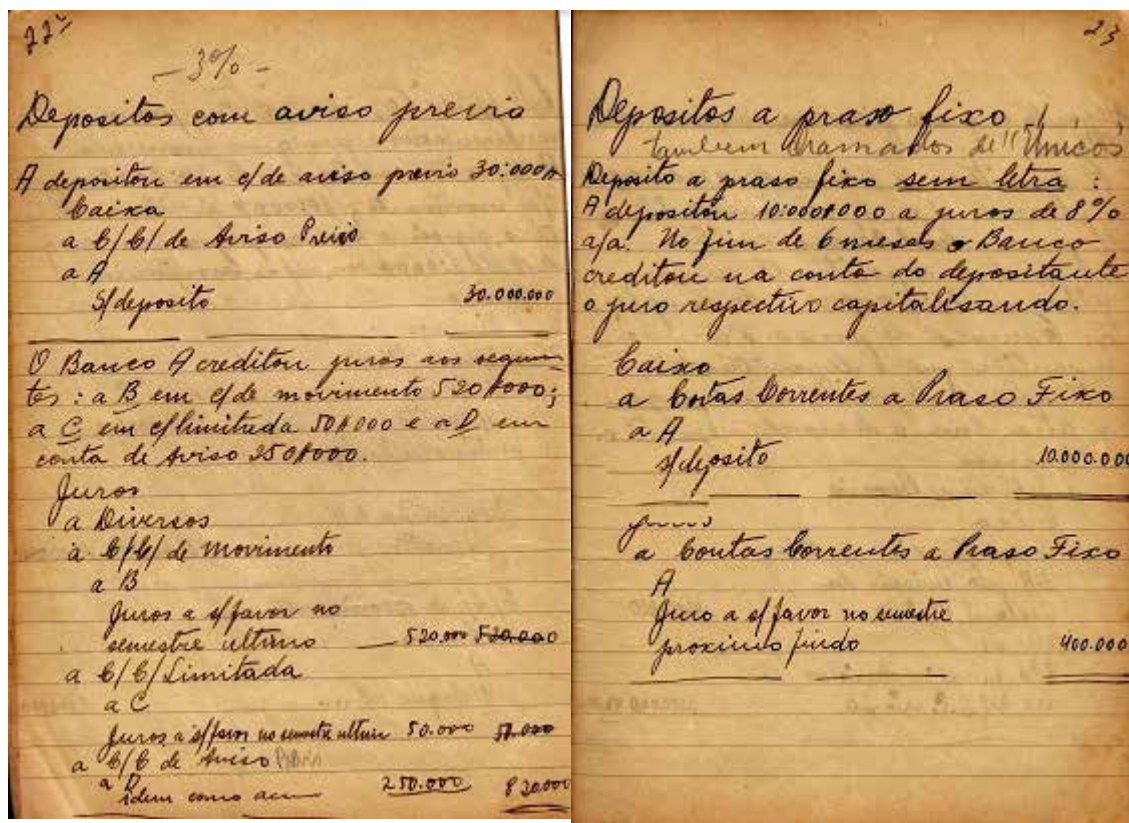 22
- 3% -
Depositos com aviso previo
A depositou em c/de aviso previo 30:000$
Caixa
a C/C/ de Aviso Previo
a A
S/deposito 30.000.000
O Banco A creditou juros aos seguin
tes: a B em c/de movimento 520$000;
a C em c/limitada 50$000 e a D em
conta de Aviso 250$000.
Juros
a Diversos
a C/C/ de movimento
a B
Juros a s/favor no
semestre ultimo 520.000 520.000
a C/C/ Limitada
a C
Juros a s/favor no semestre ultimo 50.000 50.000
a C/C de Aviso Previo
a D
idem como acima 250.000 820.000
23
Depositos a praso fixo
tambem chamados de "Unicos"
Deposito a praso fixo sem letra :
A depositou 10:000$000 a juros de 8%
a/a. No fim de 6 meses o Banco
creditou na conta do depositante
o juro respectivo capitalisando.
Caixa
a Contas Correntes a Praso Fixo
a A
s/deposito 10.000.000
Juros
a Contas Correntes a Praso Fixo
A
Juro a s/favor no semestre
proximo findo 400.000